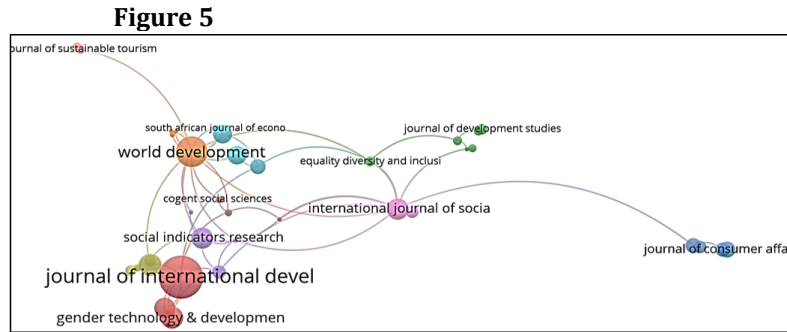 Figure 5
ournal of sustainable tourism
south african journal of econo
journal of development studies
world development
equality diversity and inclusi
cogent social sciences
international journal of socia
social indicators research
journal of consumer affa
journal of international devel
gender technology & developmen